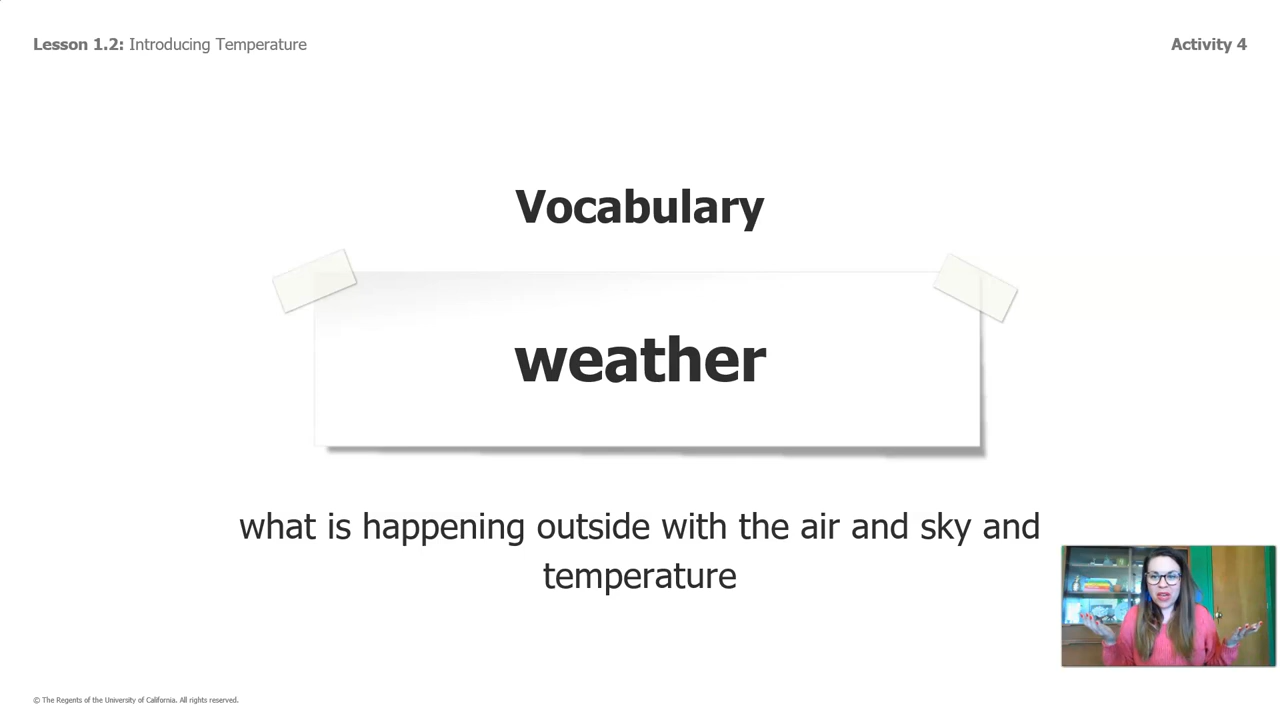 Lesson 1.2: Introducing Temperature
Activity 4
Vocabulary
weather
what is happening outside with the air and sky and
temperature
© The Regents of the University of California. All rights reserved.